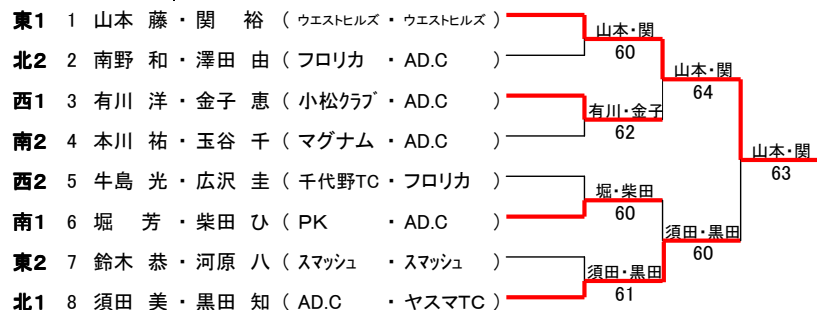 東1 1 山本 藤・関 裕 ( ウエストヒルズ ・ ウエストヒルズ )
山本・関
60
北2 2 南野 和・澤田 由 ( フロリカ ・ AD.C )
山本・関
64
西1 3 有川 洋・金子 恵 ( 小松クラブ ・ AD.C )
有川・金子
62
南2 4 本川 祐・玉谷 千 ( マグナム ・ AD.C )
山本・関
63
西2 5 牛島 光・広沢 圭 ( 千代野TC ・ フロリカ )
堀・柴田
60
南1 6 堀 芳・柴田 ひ ( PK ・ AD.C )
須田・黒田
60
東2 7 鈴木 恭・河原 八 ( スマッシュ ・ スマッシュ )
須田・黒田
61
北1 8 須田 美・黒田 知 ( AD.C ・ ヤスマTC )